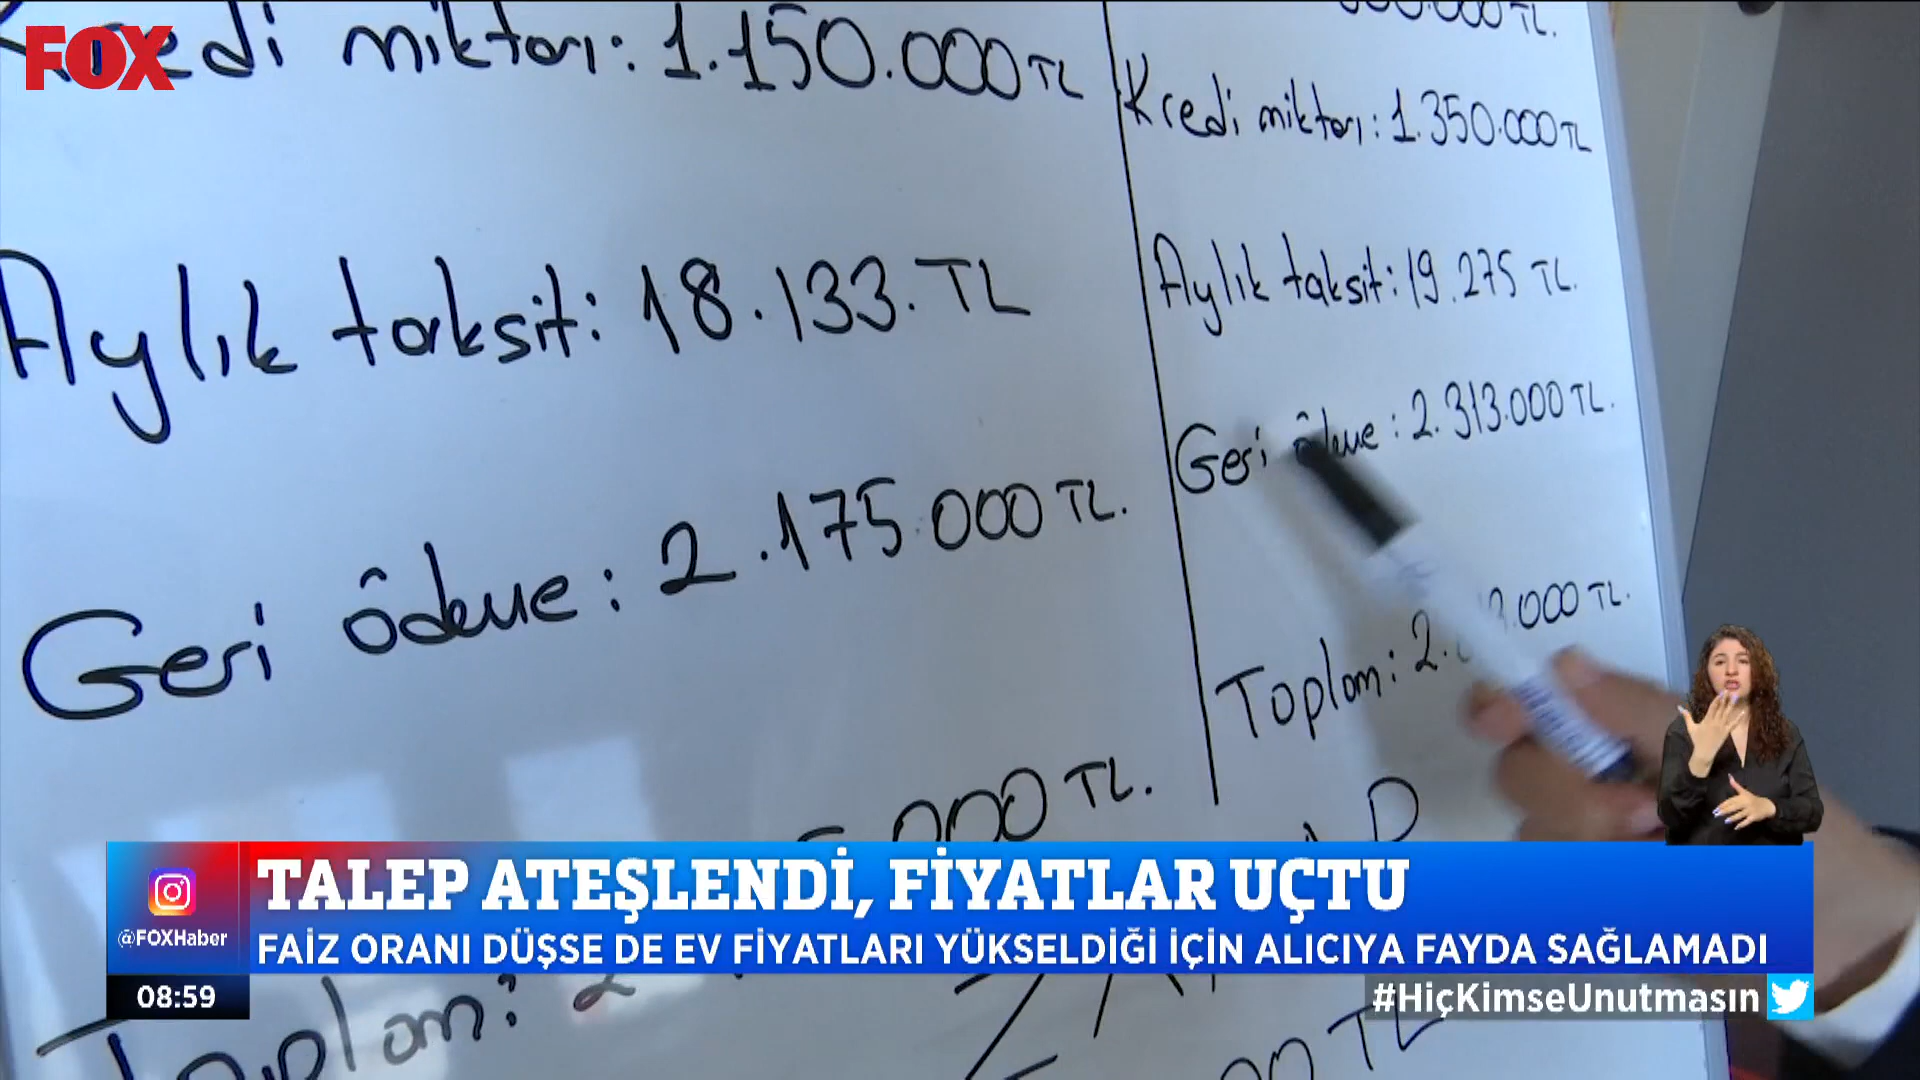 FOX
Kredi miktarı: 1.150.000 TL
Aylık taksit: 18.133. TL
Geri ödeme: 2.175.000 TL.
000 TL.
Toplam: 2
Kredi miktarı: 1.350.000 TL
Aylık taksit: 19.275 TL.
Geri ödeme: 2.313.000 TL.
Toplam: 2. .000 TL.
TL
TALEP ATEŞLENDİ, FİYATLAR UÇTU
FAİZ ORANI DÜŞSE DE EV FİYATLARI YÜKSELDİĞİ İÇİN ALICIYA FAYDA SAĞLAMADI
@FOXHaber
08:59
#HiçKimseUnutmasın